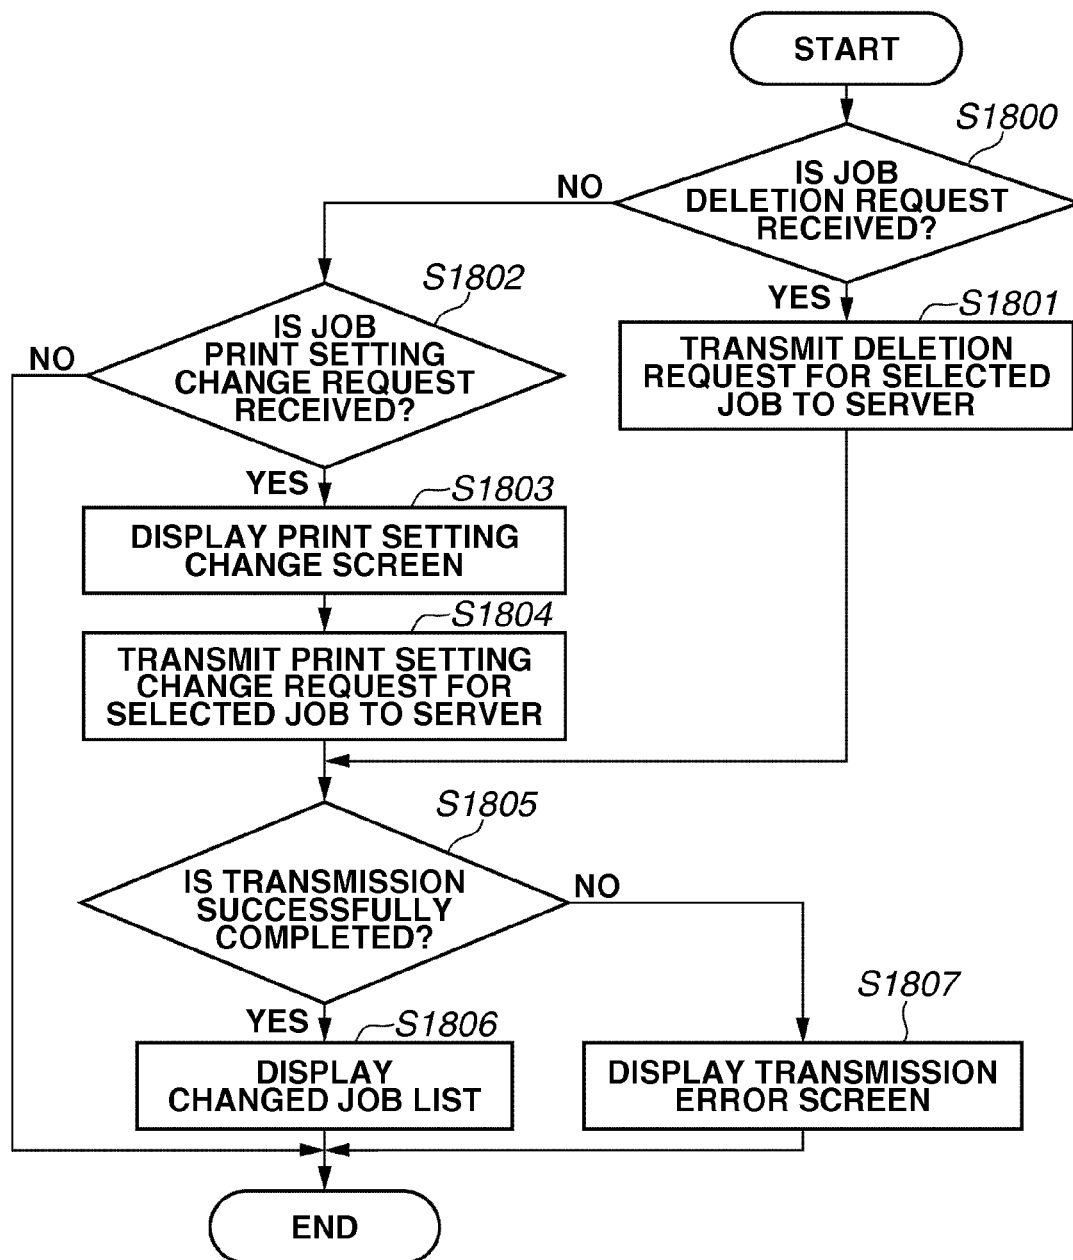 START
S1800
IS JOB
DELETION REQUEST
RECEIVED?
NO
YES
S1801
TRANSMIT DELETION
REQUEST FOR SELECTED
JOB TO SERVER
S1802
IS JOB
PRINT SETTING
CHANGE REQUEST
RECEIVED?
NO
YES
S1803
DISPLAY PRINT SETTING
CHANGE SCREEN
S1804
TRANSMIT PRINT SETTING
CHANGE REQUEST FOR
SELECTED JOB TO SERVER
S1805
IS TRANSMISSION
SUCCESSFULLY
COMPLETED?
NO
YES
S1806
DISPLAY
CHANGED JOB LIST
S1807
DISPLAY TRANSMISSION
ERROR SCREEN
END